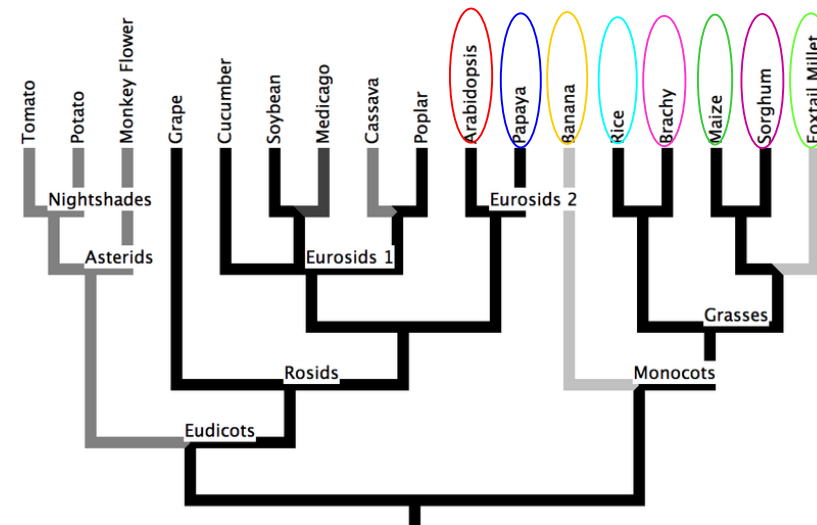 Tomato
Potato
Monkey Flower
Grape
Cucumber
Soybean
Medicago
Cassava
Poplar
Arabidopsis
Papaya
Banana
Rice
Brachy
Maize
Sorghum
Foxtail Millet
Nightshades
Eurosids 2
Asterids
Eurosids 1
Grasses
Rosids
Monocots
Eudicots